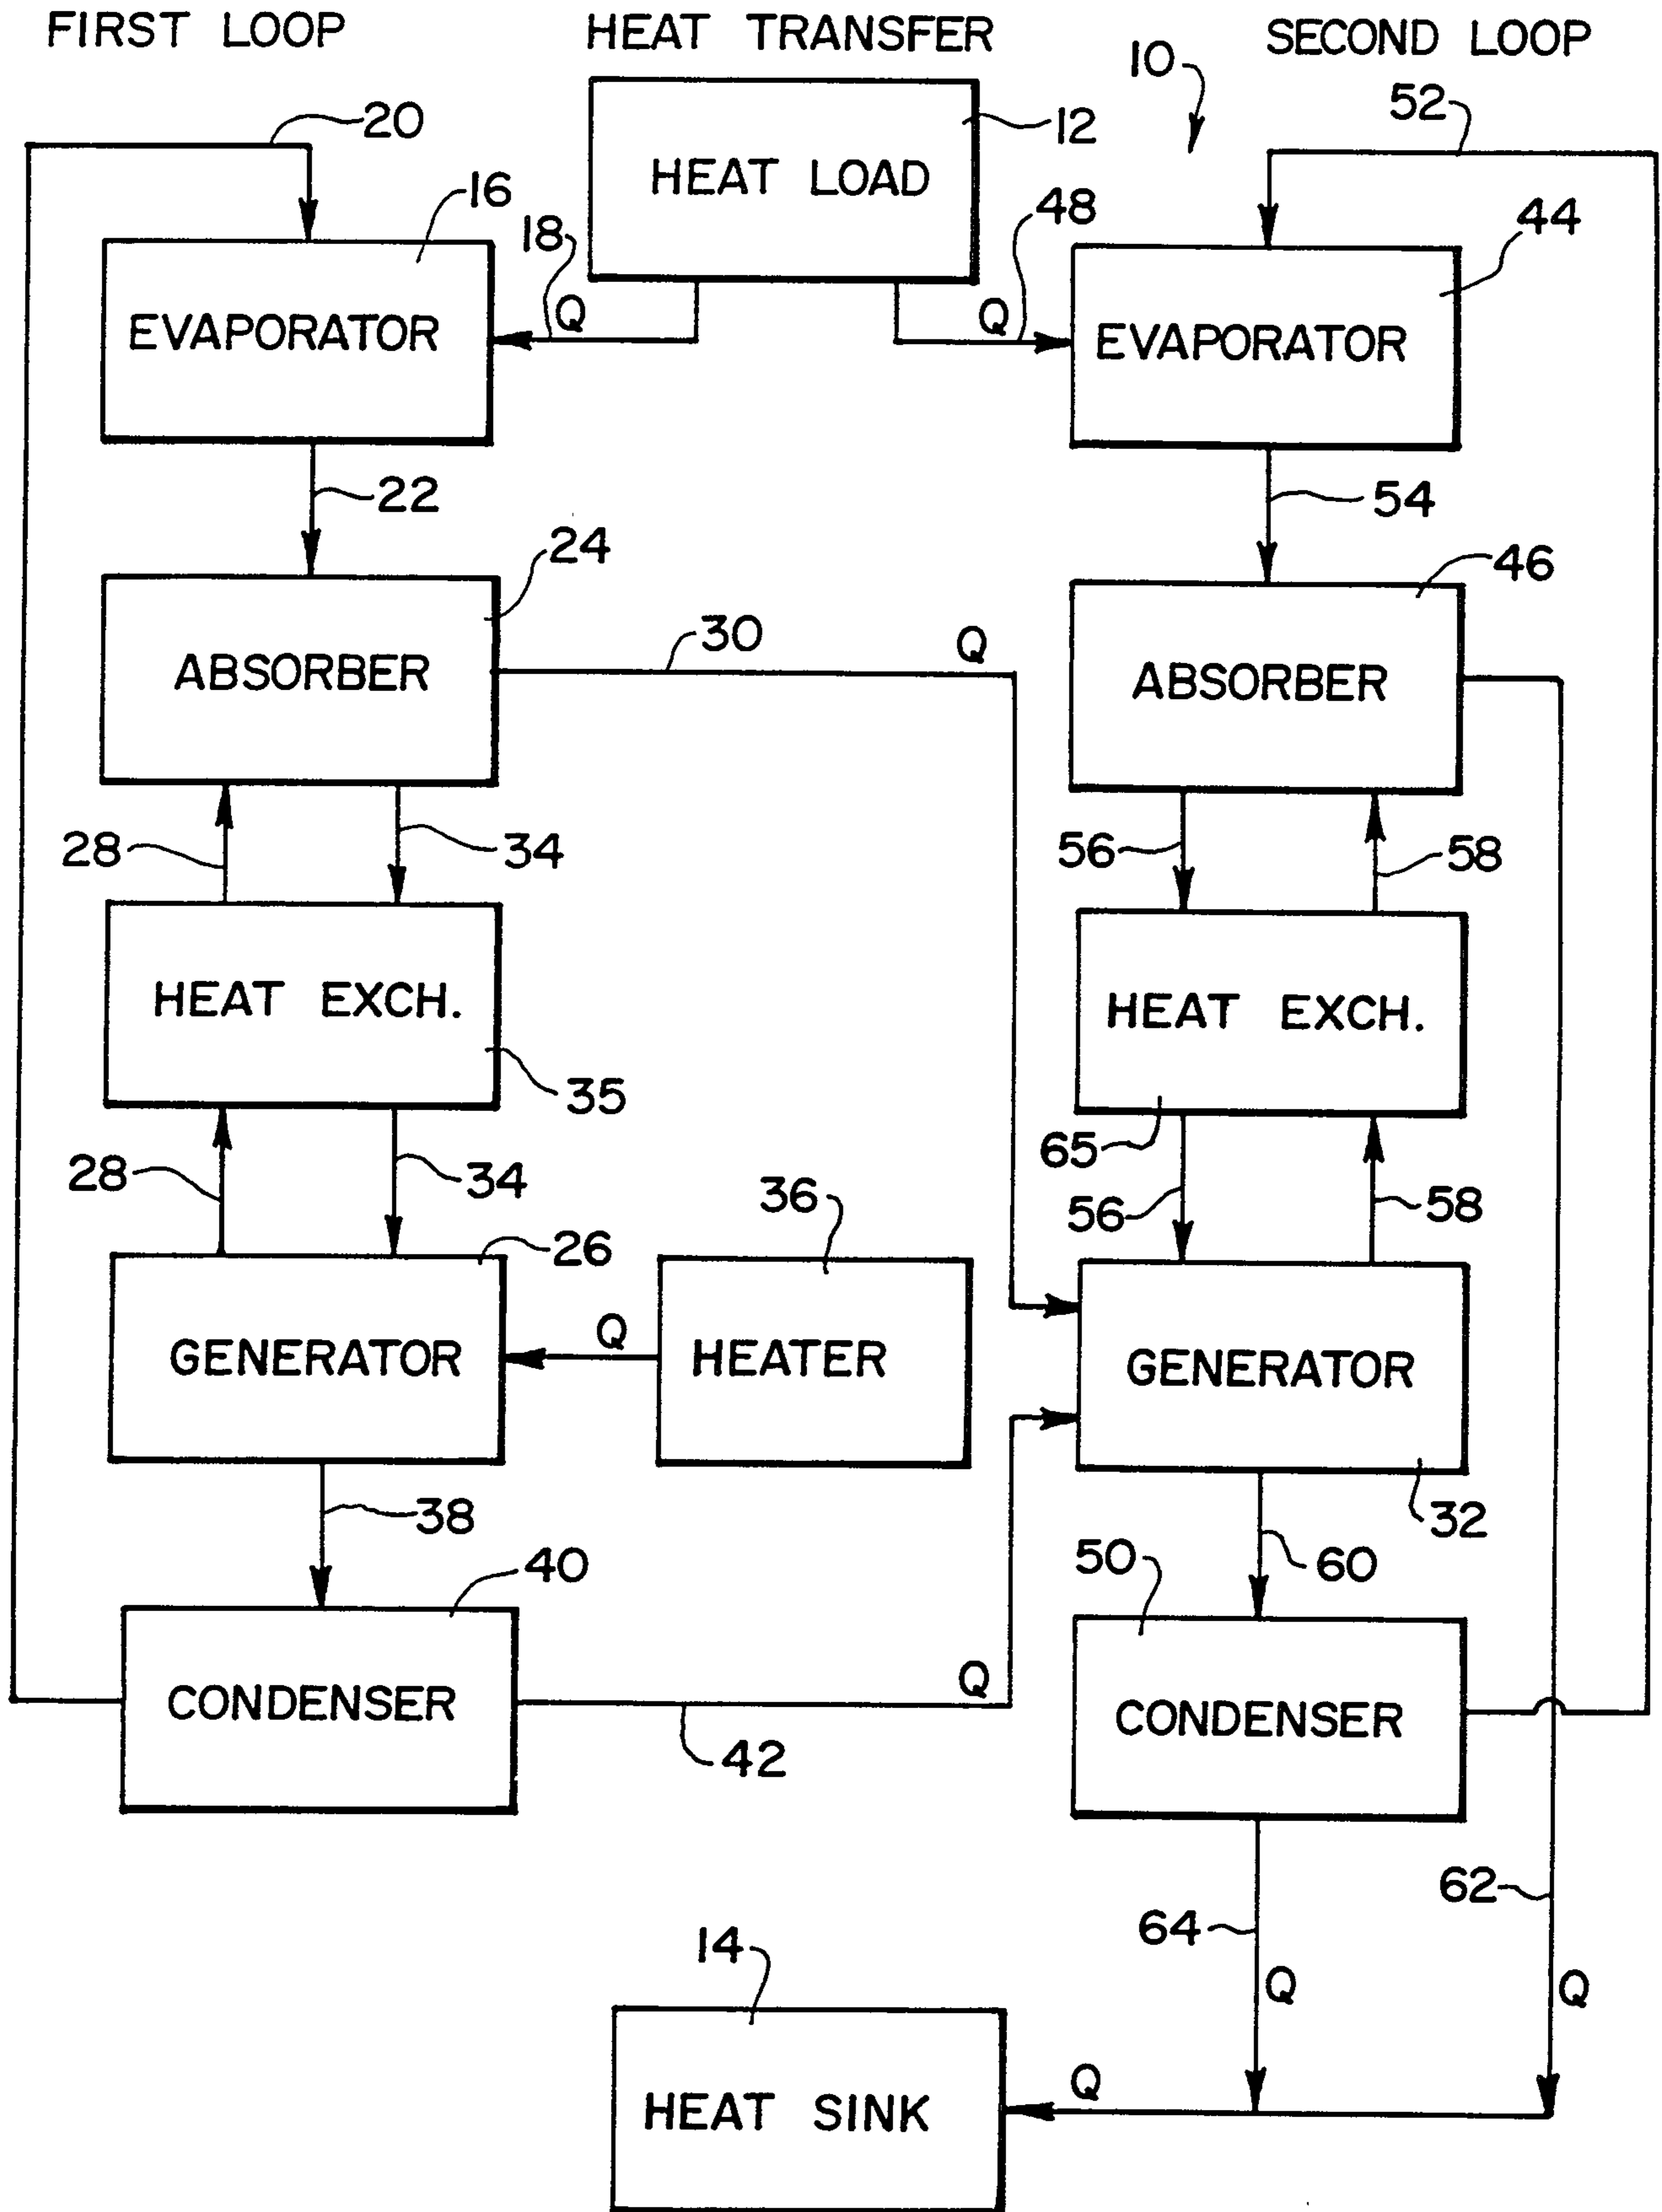 FIRST LOOP
HEAT TRANSFER
SECOND LOOP
10
52
20
12
HEAT LOAD
16
18
48
44
Q
Q
EVAPORATOR
EVAPORATOR
22
54
24
46
30
Q
ABSORBER
ABSORBER
28
34
56
58
HEAT EXCH.
HEAT EXCH.
35
65
28
34
36
56
58
26
Q
GENERATOR
HEATER
GENERATOR
38
32
40
50
60
Q
CONDENSER
CONDENSER
42
62
64
14
Q
Q
Q
HEAT SINK